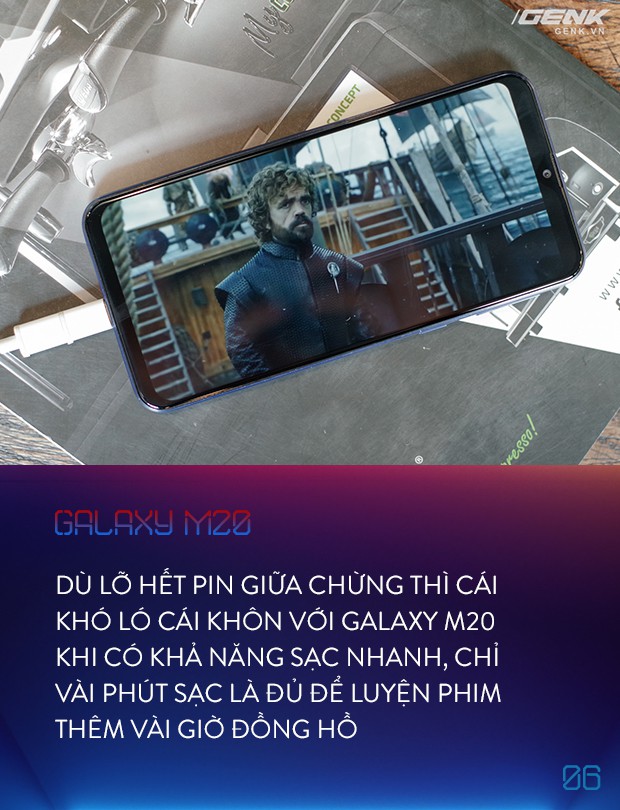 GENK
GENK.VN
CONCEPT
www
presso!
®
GALAXY M20
DÙ LỠ HẾT PIN GIỮA CHỪNG THÌ CÁI
KHÓ LÓ CÁI KHÔN VỚI GALAXY M20
KHI CÓ KHẢ NĂNG SẠC NHANH, CHỈ
VÀI PHÚT SẠC LÀ ĐỦ ĐỂ LUYỆN PHIM
THÊM VÀI GIỜ ĐỒNG HỒ
06